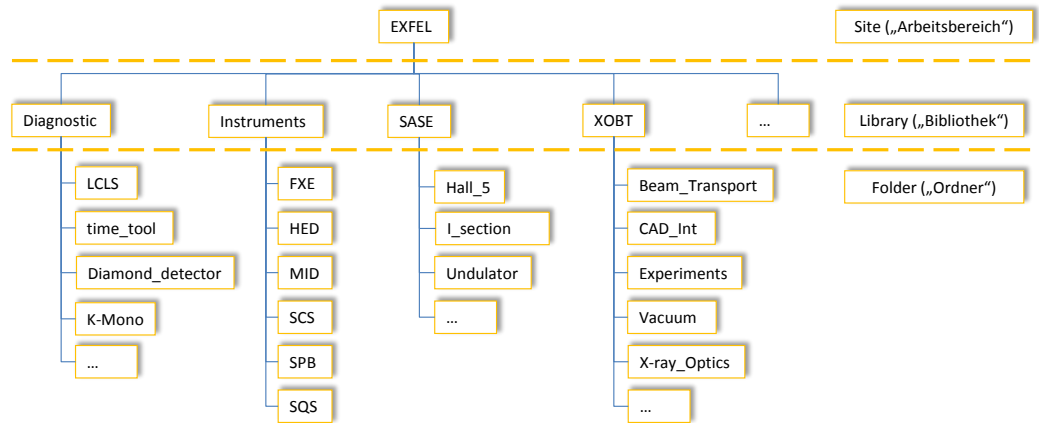 EXFEL
Site („Arbeitsbereich“)
Diagnostic
Instruments
SASE
XOBT
…
Library („Bibliothek“)
LCLS
time_tool
Diamond_detector
K-Mono
…
FXE
HED
MID
SCS
SPB
SQS
Hall_5
I_section
Undulator
…
Beam_Transport
CAD_Int
Experiments
Vacuum
X-ray_Optics
…
Folder („Ordner“)